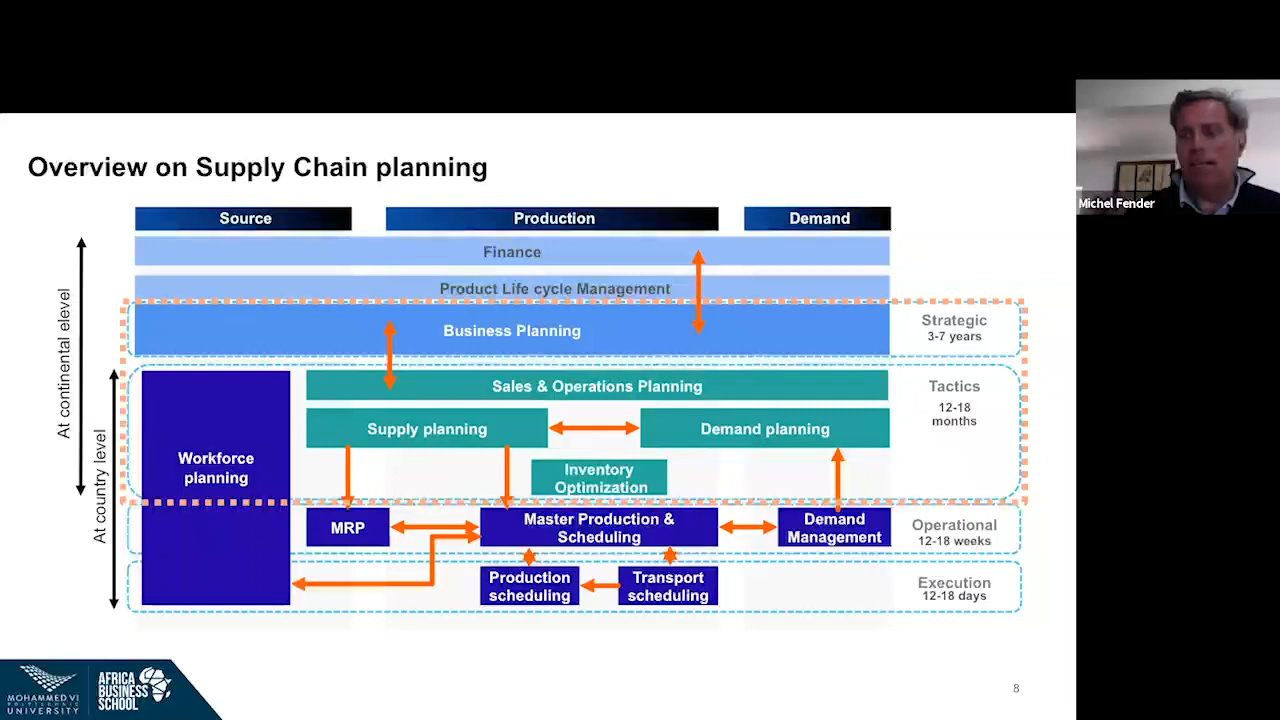 Overview on Supply Chain planning
Michel Fender
Source
Production
Demand
Finance
Product Life cycle Management
Business Planning
Strategic
3-7 years
At continental elevel
At country level
Sales & Operations Planning
Tactics
12-18
months
Supply planning
Demand planning
Workforce
planning
Inventory
Optimization
MRP
Master Production &
Scheduling
Demand
Management
Operational
12-18 weeks
Production
scheduling
Transport
scheduling
Execution
12-18 days
MOHAMMED VI
POLYTECHNIC
UNIVERSITY
AFRICA
BUSINESS
SCHOOL
8